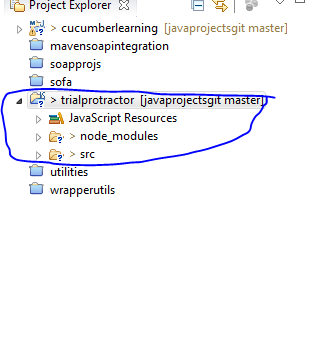 Project Explorer
> cucumberlearning [javaprojectsgit master]
mavensoapintegration
soapprojs
sofa
> trialprotractor [javaprojectsgit master]
JavaScript Resources
> node_modules
> src
utilities
wrapperutils